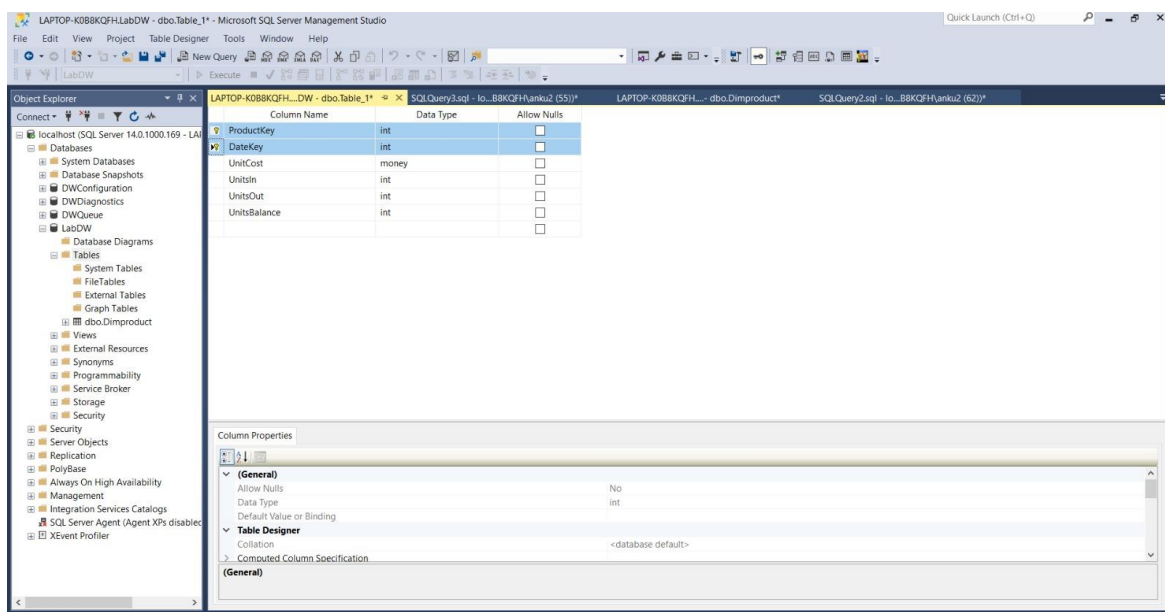 LAPTOP-K0B8KQFH.LabDW - dbo.Table_1* - Microsoft SQL Server Management Studio
Quick Launch (Ctrl+Q)
File Edit View Project Table Designer Tools Window Help
New Query
LabDW
Execute
Object Explorer
LAPTOP-K0B8KQFH....DW - dbo.Table_1*
SQLQuery3.sql - lo...B8KQFH\anku2 (55))*
LAPTOP-K0B8KQFH....- dbo.Dimproduct*
SQLQuery2.sql - lo...B8KQFH\anku2 (62))*
Connect
localhost (SQL Server 14.0.1000.169 - LAI
Databases
System Databases
Database Snapshots
DWConfiguration
DWDiagnostics
DWQueue
LabDW
Database Diagrams
Tables
System Tables
FileTables
External Tables
Graph Tables
dbo.Dimproduct
Views
External Resources
Synonyms
Programmability
Service Broker
Storage
Security
Security
Server Objects
Replication
PolyBase
Always On High Availability
Management
Integration Services Catalogs
SQL Server Agent (Agent XPs disabled
XEvent Profiler
Column Name Data Type Allow Nulls
ProductKey int
DateKey int
UnitCost money
UnitsIn int
UnitsOut int
UnitsBalance int
Column Properties
(General)
Allow Nulls No
Data Type int
Default Value or Binding
Table Designer
Collation <database default>
Computed Column Specification
(General)